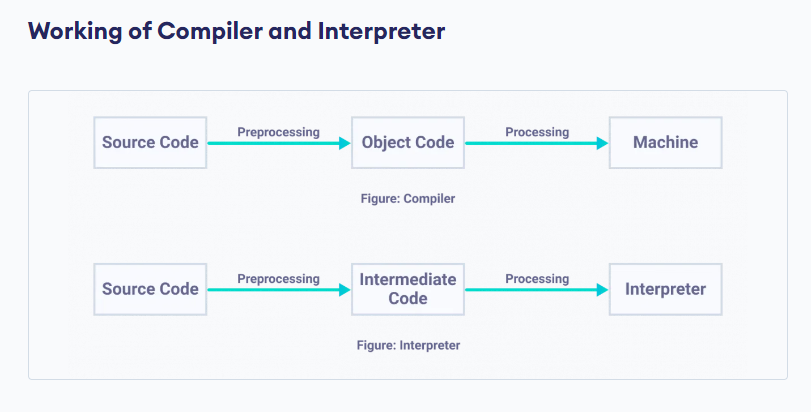 Working of Compiler and Interpreter
Preprocessing
Processing
Source Code
Object Code
Machine
Figure: Compiler
Preprocessing
Processing
Source Code
Intermediate
Code
Interpreter
Figure: Interpreter